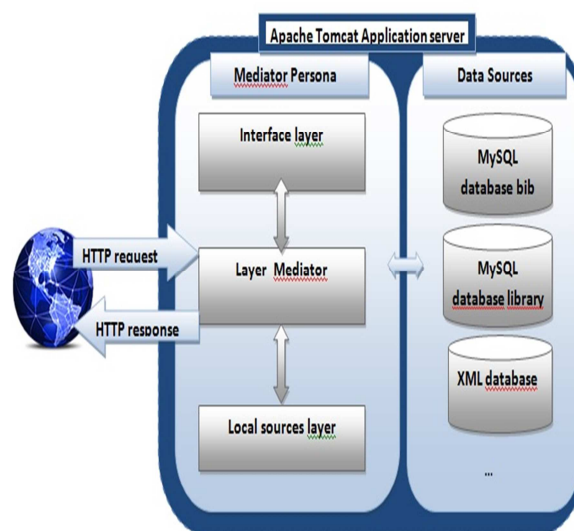 Apache Tomcat Application server
Mediator Persona
Data Sources
Interface layer
MySQL
database bib
HTTP request
Layer Mediator
MySQL
database library
HTTP response
XML database
Local sources layer
...